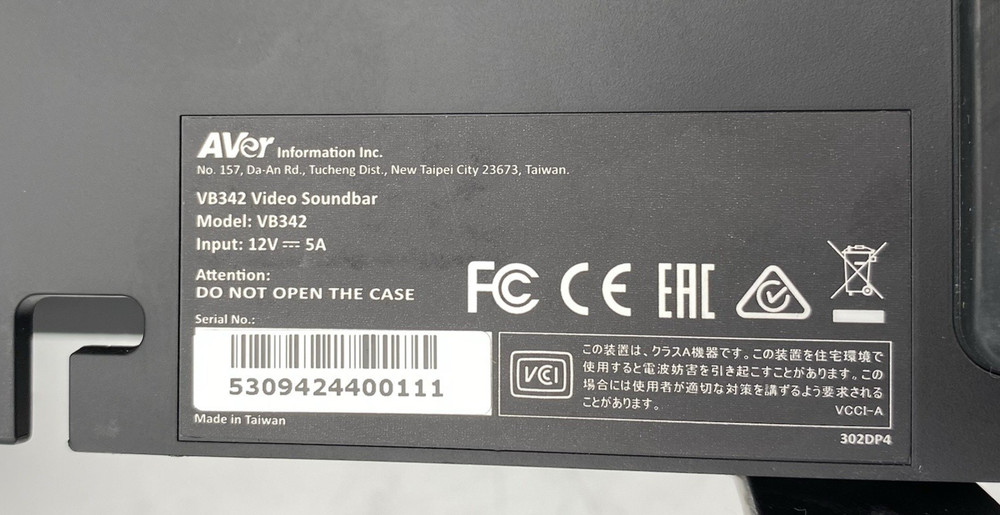 AVer Information Inc.
No. 157, Da-An Rd., Tucheng Dist., New Taipei City 23673, Taiwan.
VB342 Video Soundbar
Model: VB342
Input: 12V ⎓ 5A
Attention:
DO NOT OPEN THE CASE
FC CE EAC
Serial No.:
5309424400111
VCI
この装置は、クラスA機器です。この装置を住宅環境で
使用すると電波妨害を引き起こすことがあります。この
場合には使用者が適切な対策を講ずるよう要求される
ことがあります。
VCCI-A
Made in Taiwan
302DP4